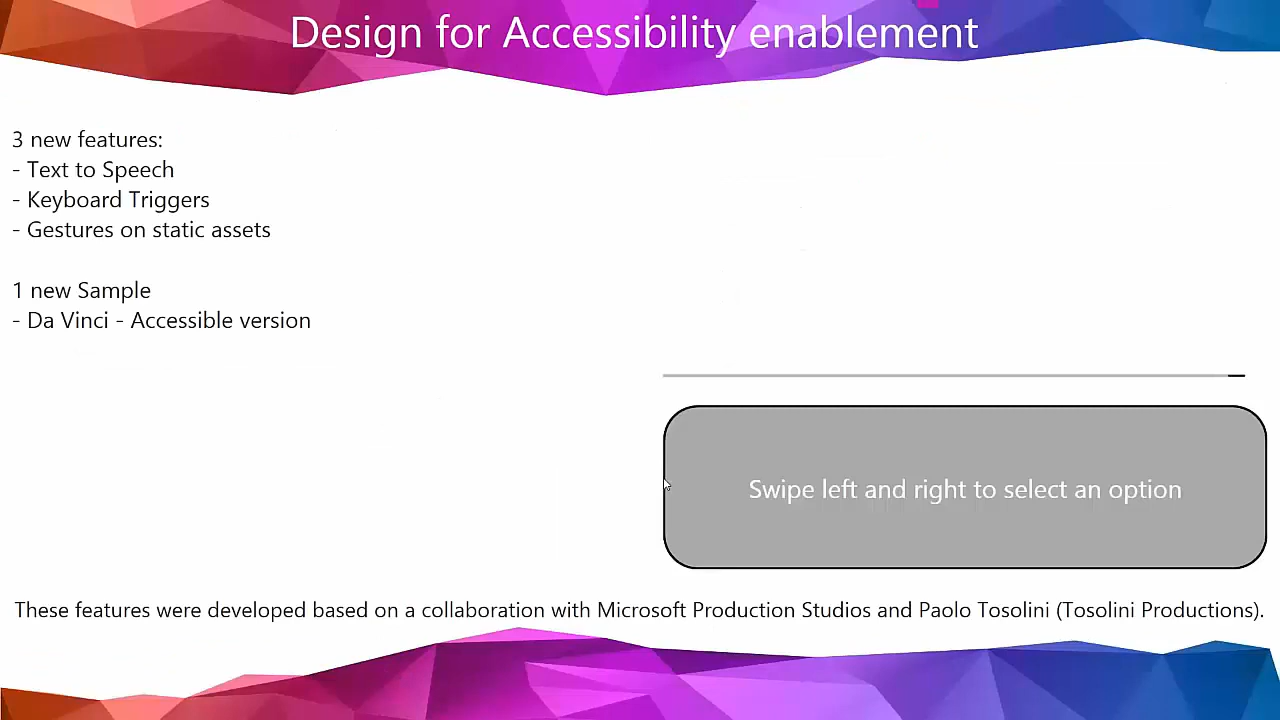 Design for Accessibility enablement
3 new features:
- Text to Speech
- Keyboard Triggers
- Gestures on static assets
1 new Sample
- Da Vinci - Accessible version
Swipe left and right to select an option
These features were developed based on a collaboration with Microsoft Production Studios and Paolo Tosolini (Tosolini Productions).